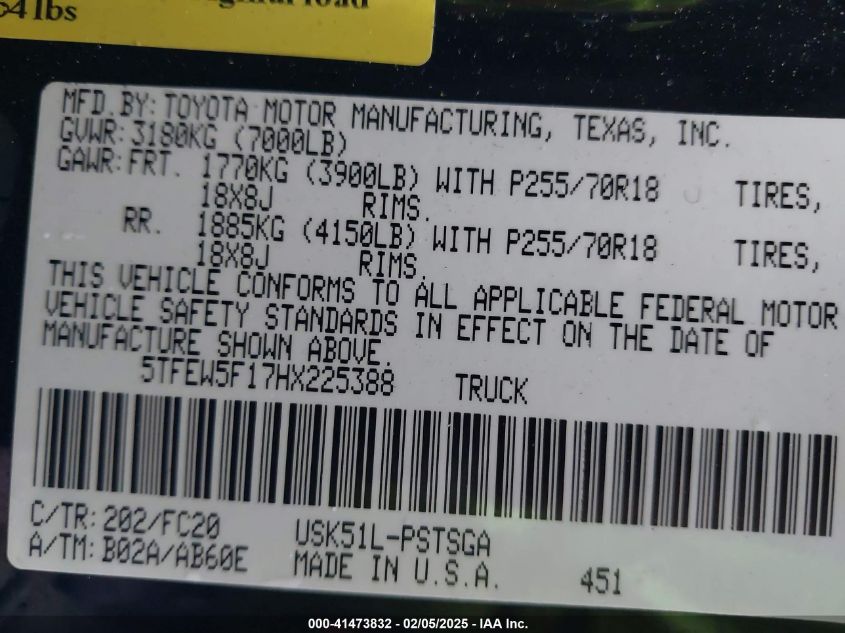 54 lbs load
MFD. BY: TOYOTA MOTOR MANUFACTURING, TEXAS, INC.
GVWR: 3180KG (7000LB)
GAWR: FRT. 1770KG (3900LB) WITH P255/70R18 TIRES,
18X8J RIMS.
RR. 1885KG (4150LB) WITH P255/70R18 TIRES,
18X8J RIMS.
THIS VEHICLE CONFORMS TO ALL APPLICABLE FEDERAL MOTOR
VEHICLE SAFETY STANDARDS IN EFFECT ON THE DATE OF
MANUFACTURE SHOWN ABOVE.
5TFEW5F17HX225388 TRUCK
C/TR: 202/FC20 USK51L-PSTSGA
A/TM: B02A/AB60E MADE IN U.S.A. 451
000-41473832 - 02/05/2025 - IAA Inc.